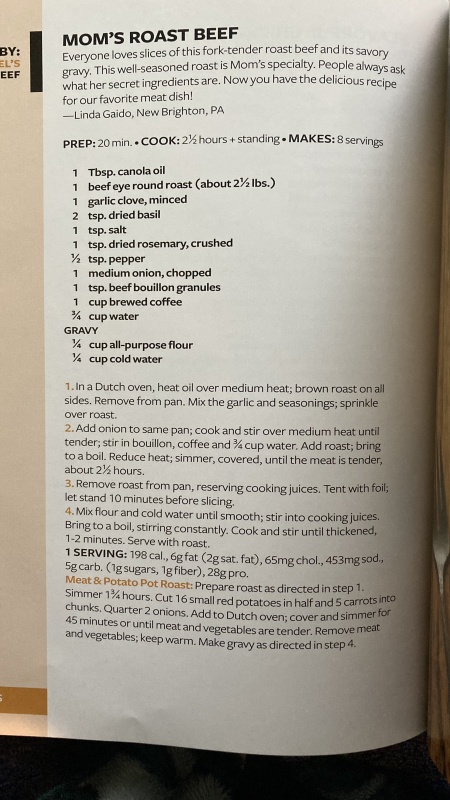 BY:
EL'S
EEF
MOM'S ROAST BEEF
Everyone loves slices of this fork-tender roast beef and its savory
gravy. This well-seasoned roast is Mom's specialty. People always ask
what her secret ingredients are. Now you have the delicious recipe
for our favorite meat dish!
—Linda Gaido, New Brighton, PA
PREP: 20 min. • COOK: 2½ hours + standing • MAKES: 8 servings
1 Tbsp. canola oil
1 beef eye round roast (about 2½ lbs.)
1 garlic clove, minced
2 tsp. dried basil
1 tsp. salt
1 tsp. dried rosemary, crushed
½ tsp. pepper
1 medium onion, chopped
1 tsp. beef bouillon granules
1 cup brewed coffee
¾ cup water
GRAVY
¼ cup all-purpose flour
¼ cup cold water
1. In a Dutch oven, heat oil over medium heat; brown roast on all
sides. Remove from pan. Mix the garlic and seasonings; sprinkle
over roast.
2. Add onion to same pan; cook and stir over medium heat until
tender; stir in bouillon, coffee and ¾ cup water. Add roast; bring
to a boil. Reduce heat; simmer, covered, until the meat is tender,
about 2½ hours.
3. Remove roast from pan, reserving cooking juices. Tent with foil;
let stand 10 minutes before slicing.
4. Mix flour and cold water until smooth; stir into cooking juices.
Bring to a boil, stirring constantly. Cook and stir until thickened,
1-2 minutes. Serve with roast.
1 SERVING: 198 cal., 6g fat (2g sat. fat), 65mg chol., 453mg sod.,
5g carb. (1g sugars, 1g fiber), 28g pro.
Meat & Potato Pot Roast: Prepare roast as directed in step 1.
Simmer 1¾ hours. Cut 16 small red potatoes in half and 5 carrots into
chunks. Quarter 2 onions. Add to Dutch oven; cover and simmer for
45 minutes or until meat and vegetables are tender. Remove meat
and vegetables; keep warm. Make gravy as directed in step 4.